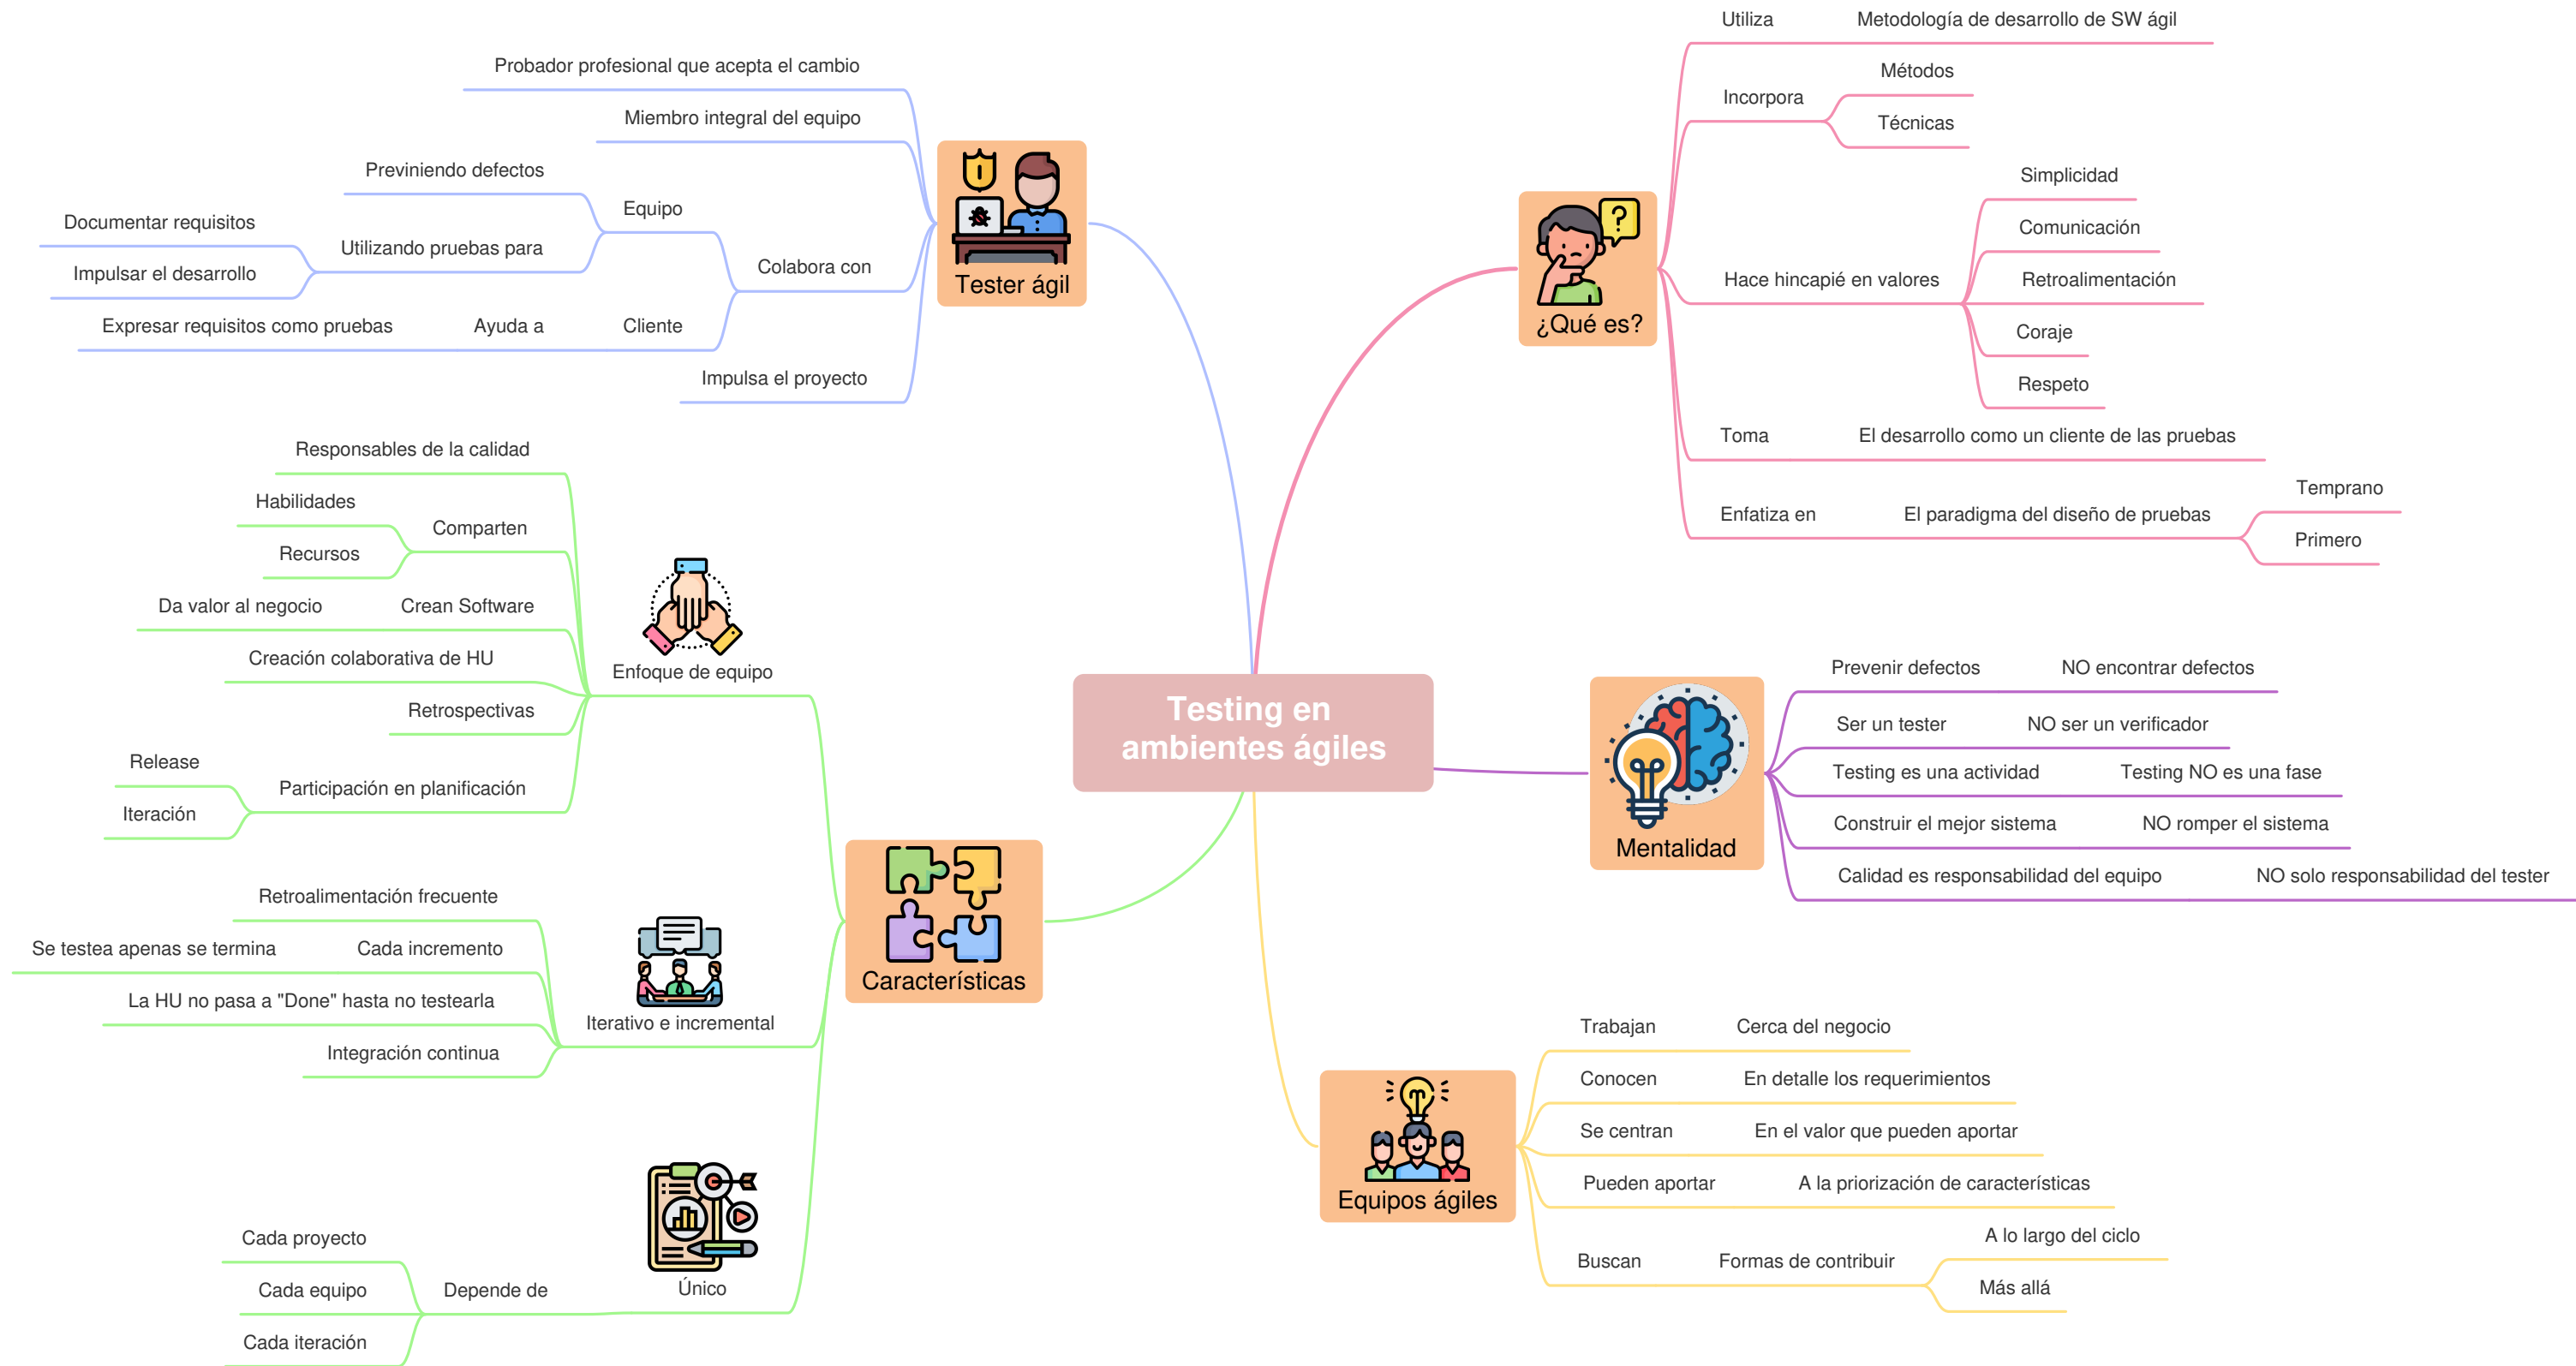 Testing en
ambientes ágiles
¿Qué es?
Utiliza
Metodología de desarrollo de SW ágil
Incorpora
Métodos
Técnicas
Hace hincapié en valores
Simplicidad
Comunicación
Retroalimentación
Coraje
Respeto
Toma
El desarrollo como un cliente de las pruebas
Enfatiza en
El paradigma del diseño de pruebas
Temprano
Primero
Mentalidad
Prevenir defectos
NO encontrar defectos
Ser un tester
NO ser un verificador
Testing es una actividad
Testing NO es una fase
Construir el mejor sistema
NO romper el sistema
Calidad es responsabilidad del equipo
NO solo responsabilidad del tester
Equipos ágiles
Trabajan
Cerca del negocio
Conocen
En detalle los requerimientos
Se centran
En el valor que pueden aportar
Pueden aportar
A la priorización de características
Buscan
Formas de contribuir
A lo largo del ciclo
Más allá
Características
Enfoque de equipo
Responsables de la calidad
Comparten
Habilidades
Recursos
Crean Software
Da valor al negocio
Creación colaborativa de HU
Retrospectivas
Participación en planificación
Release
Iteración
Iterativo e incremental
Retroalimentación frecuente
Cada incremento
Se testea apenas se termina
La HU no pasa a "Done" hasta no testearla
Integración continua
Único
Depende de
Cada proyecto
Cada equipo
Cada iteración
Tester ágil
Probador profesional que acepta el cambio
Miembro integral del equipo
Colabora con
Equipo
Previniendo defectos
Utilizando pruebas para
Documentar requisitos
Impulsar el desarrollo
Cliente
Ayuda a
Expresar requisitos como pruebas
Impulsa el proyecto